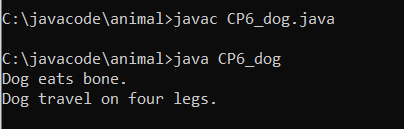 C:\javacode\animal>javac CP6_dog.java
C:\javacode\animal>java CP6_dog
Dog eats bone.
Dog travel on four legs.